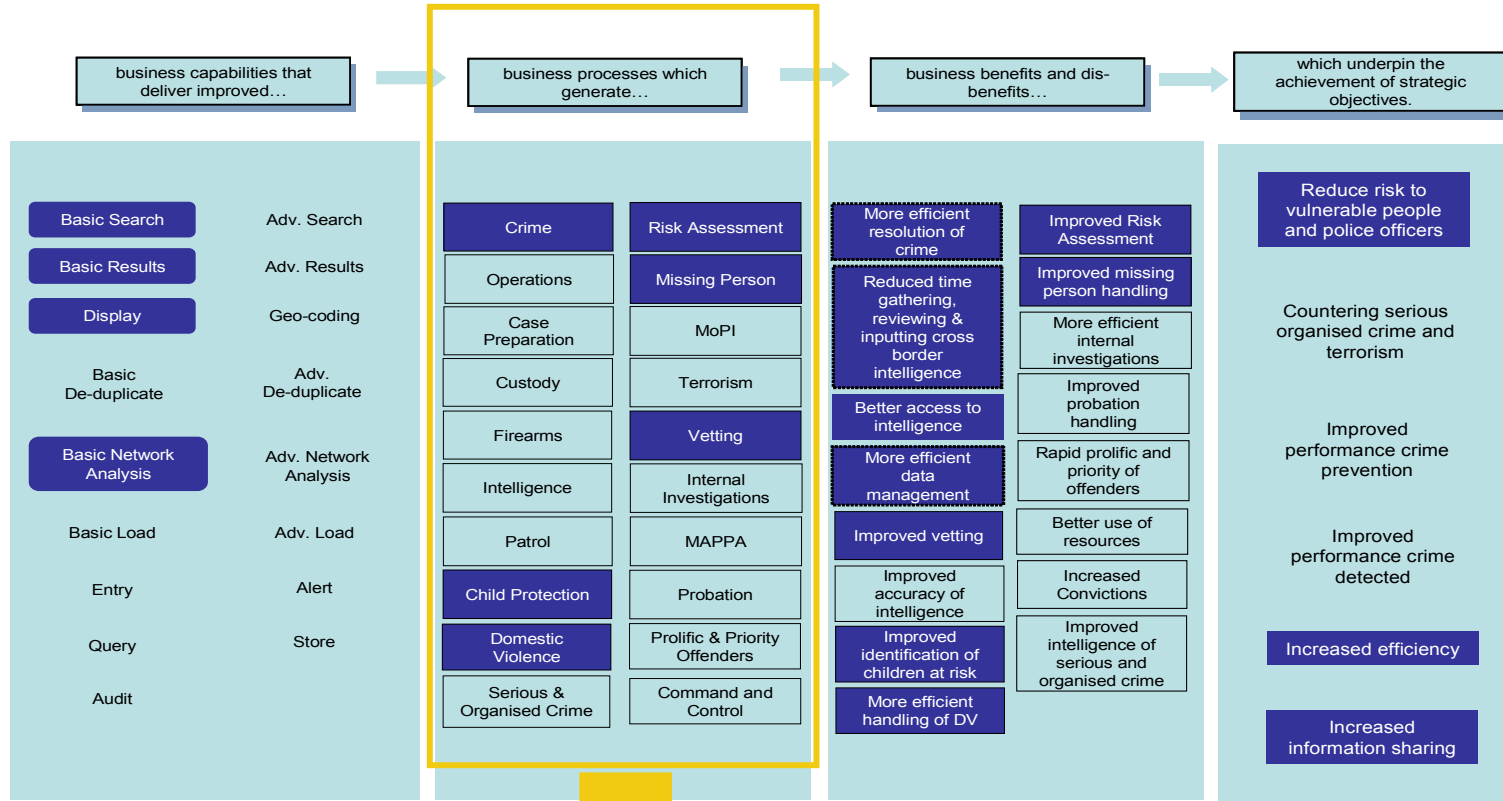 business capabilities that
deliver improved…
business processes which
generate…
business benefits and dis-
benefits…
which underpin the
achievement of strategic
objectives.
Basic Search
Adv. Search
Basic Results
Adv. Results
Display
Geo-coding
Basic
De-duplicate
Adv.
De-duplicate
Basic Network
Analysis
Adv. Network
Analysis
Basic Load
Adv. Load
Entry
Alert
Query
Store
Audit
Crime
Risk Assessment
Operations
Missing Person
Case
Preparation
MoPI
Custody
Terrorism
Firearms
Vetting
Intelligence
Internal
Investigations
Patrol
MAPPA
Child Protection
Probation
Domestic
Violence
Prolific & Priority
Offenders
Serious &
Organised Crime
Command and
Control
More efficient
resolution of
crime
Reduced time
gathering,
reviewing &
inputting cross
border
intelligence
Better access to
intelligence
More efficient
data
management
Improved vetting
Improved
accuracy of
intelligence
Improved
identification of
children at risk
More efficient
handling of DV
Improved Risk
Assessment
Improved missing
person handling
More efficient
internal
investigations
Improved
probation
handling
Rapid prolific and
priority of
offenders
Better use of
resources
Increased
Convictions
Improved
intelligence of
serious and
organised crime
Reduce risk to
vulnerable people
and police officers
Countering serious
organised crime and
terrorism
Improved
performance crime
prevention
Improved
performance crime
detected
Increased efficiency
Increased
information sharing